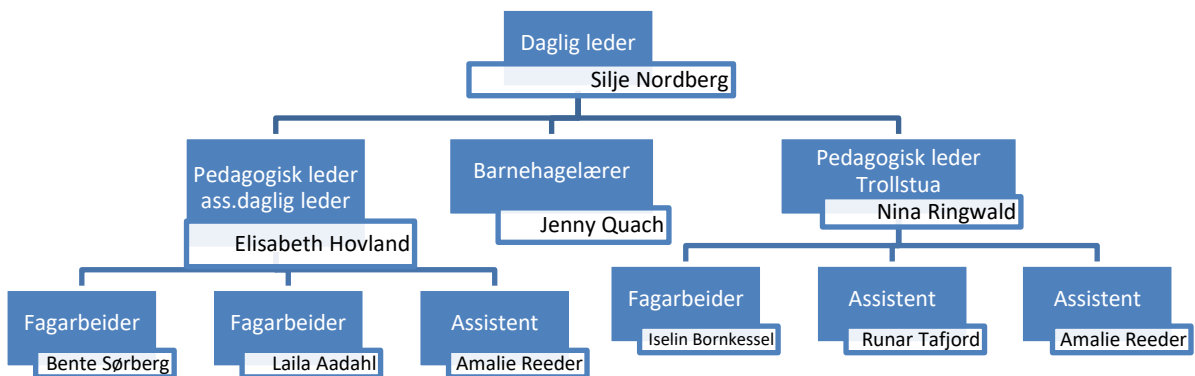 Daglig leder
Silje Nordberg
Pedagogisk leder
ass.daglig leder
Elisabeth Hovland
Barnehagelærer
Jenny Quach
Pedagogisk leder
Trollstua
Nina Ringwald
Fagarbeider
Bente Sørberg
Fagarbeider
Laila Aadahl
Assistent
Amalie Reeder
Fagarbeider
Iselin Bornkessel
Assistent
Runar Tafjord
Assistent
Amalie Reeder